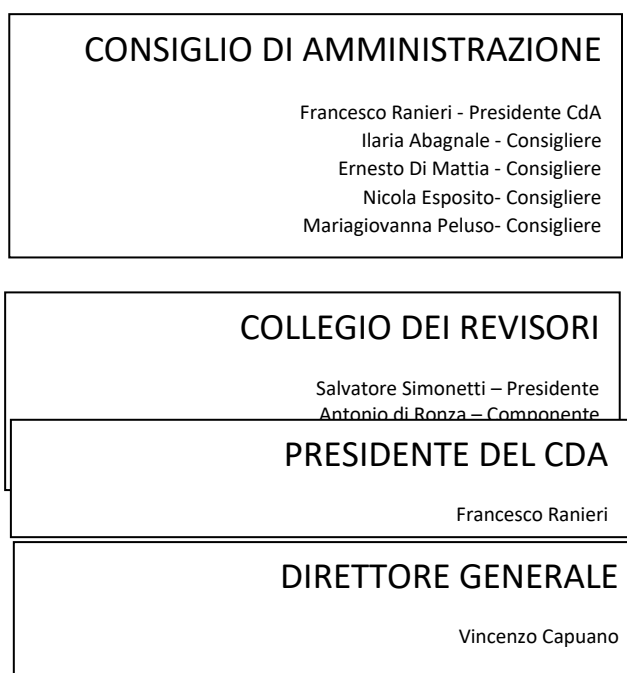 CONSIGLIO DI AMMINISTRAZIONE
Francesco Ranieri - Presidente CdA
Ilaria Abagnale - Consigliere
Ernesto Di Mattia - Consigliere
Nicola Esposito- Consigliere
Mariagiovanna Peluso- Consigliere
COLLEGIO DEI REVISORI
Salvatore Simonetti – Presidente
Antonio di Ronza – Componente
PRESIDENTE DEL CDA
Francesco Ranieri
DIRETTORE GENERALE
Vincenzo Capuano